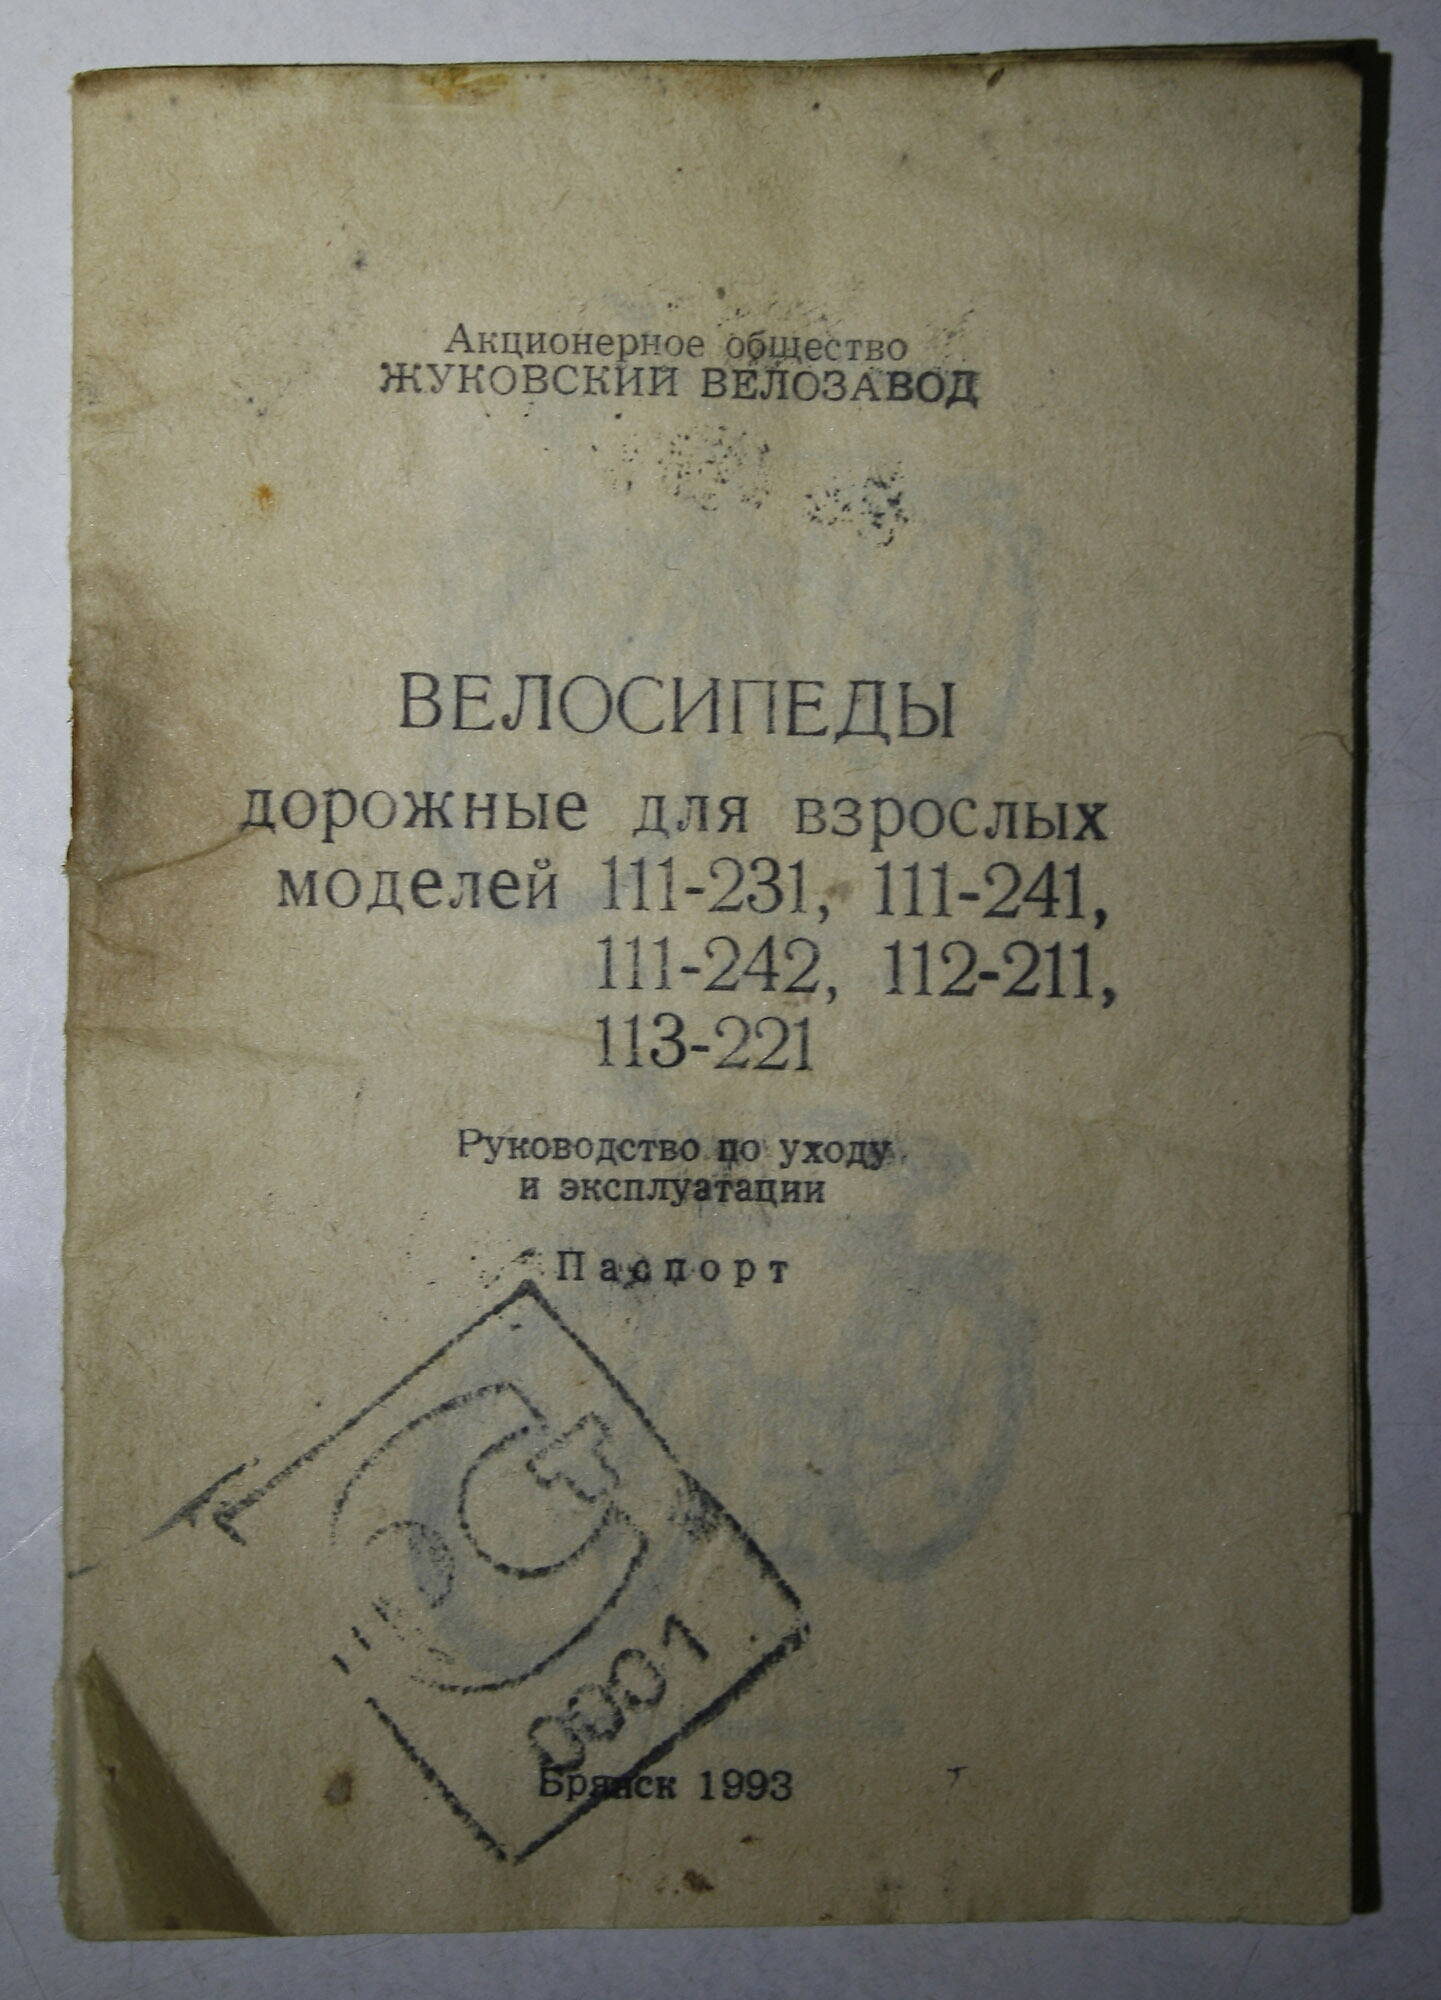 Акционерное общество
ЖУКОВСКИЙ ВЕЛОЗАВОД
ВЕЛОСИПЕДЫ
дорожные для взрослых
моделей 111-231, 111-241,
111-242, 112-211,
113-221
Руководство по уходу
и эксплуатации
Паспорт
0001
Брянск 1993